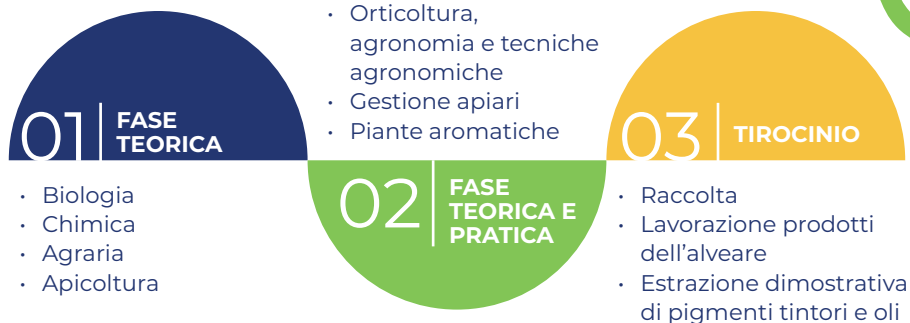 01
FASE
TEORICA
• Biologia
• Chimica
• Agraria
• Apicoltura
• Orticoltura,
agronomia e tecniche
agronomiche
• Gestione apiari
• Piante aromatiche
02
FASE
TEORICA E
PRATICA
03
TIROCINIO
• Raccolta
• Lavorazione prodotti
dell’alveare
• Estrazione dimostrativa
di pigmenti tintori e oli